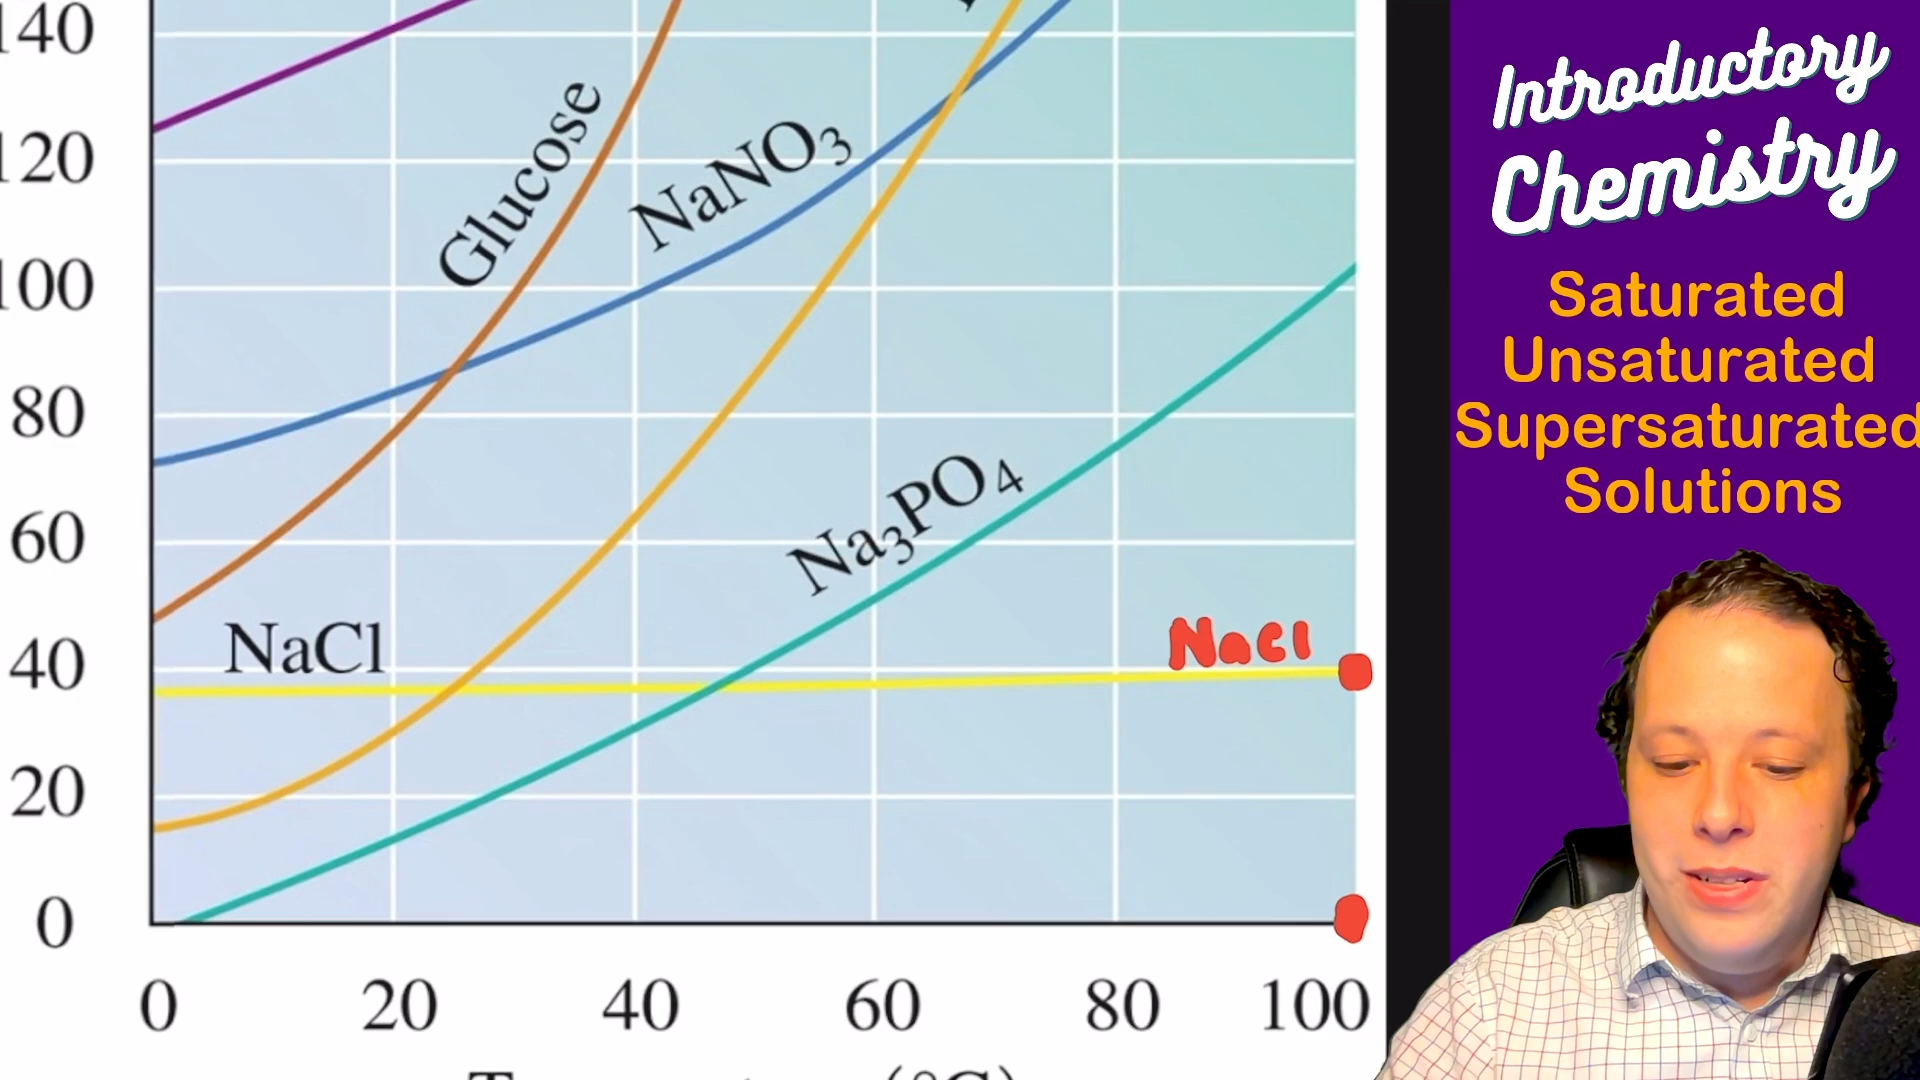 140
120
100
80
60
40
20
0
Glucose
NaNO₃
Na₃PO₄
NaCl
NaCl
0 20 40 60 80 100
(°C)
Introductory
Chemistry
Saturated
Unsaturated
Supersaturated
Solutions